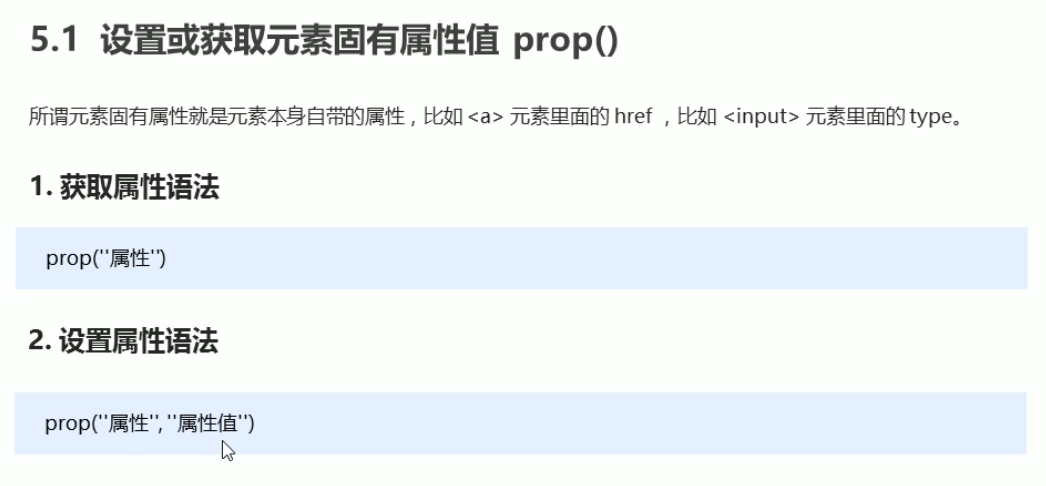 5.1 设置或获取元素固有属性值 prop()
所谓元素固有属性就是元素本身自带的属性，比如 <a> 元素里面的 href ，比如 <input> 元素里面的 type。
1. 获取属性语法
prop(''属性'')
2. 设置属性语法
prop(''属性'', ''属性值'')